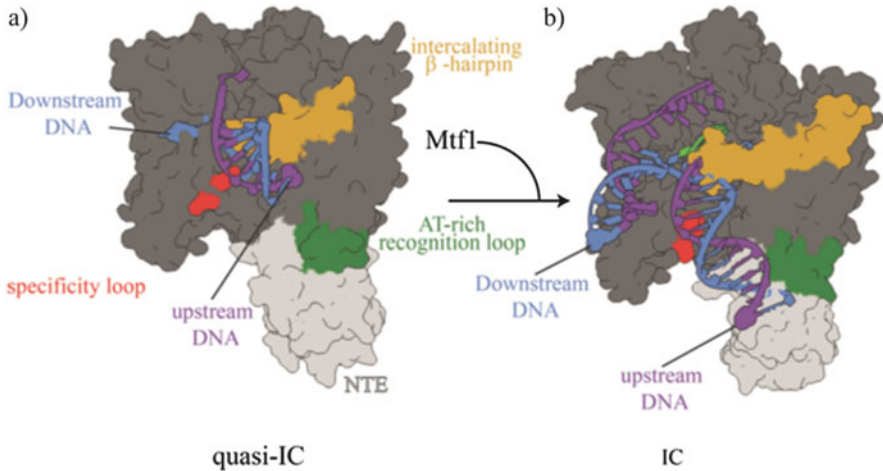 a)
b)
intercalating
β -hairpin
Downstream
DNA
Mtf1
AT-rich
recognition loop
specificity loop
upstream
DNA
NTE
Downstream
DNA
upstream
DNA
quasi-IC
IC